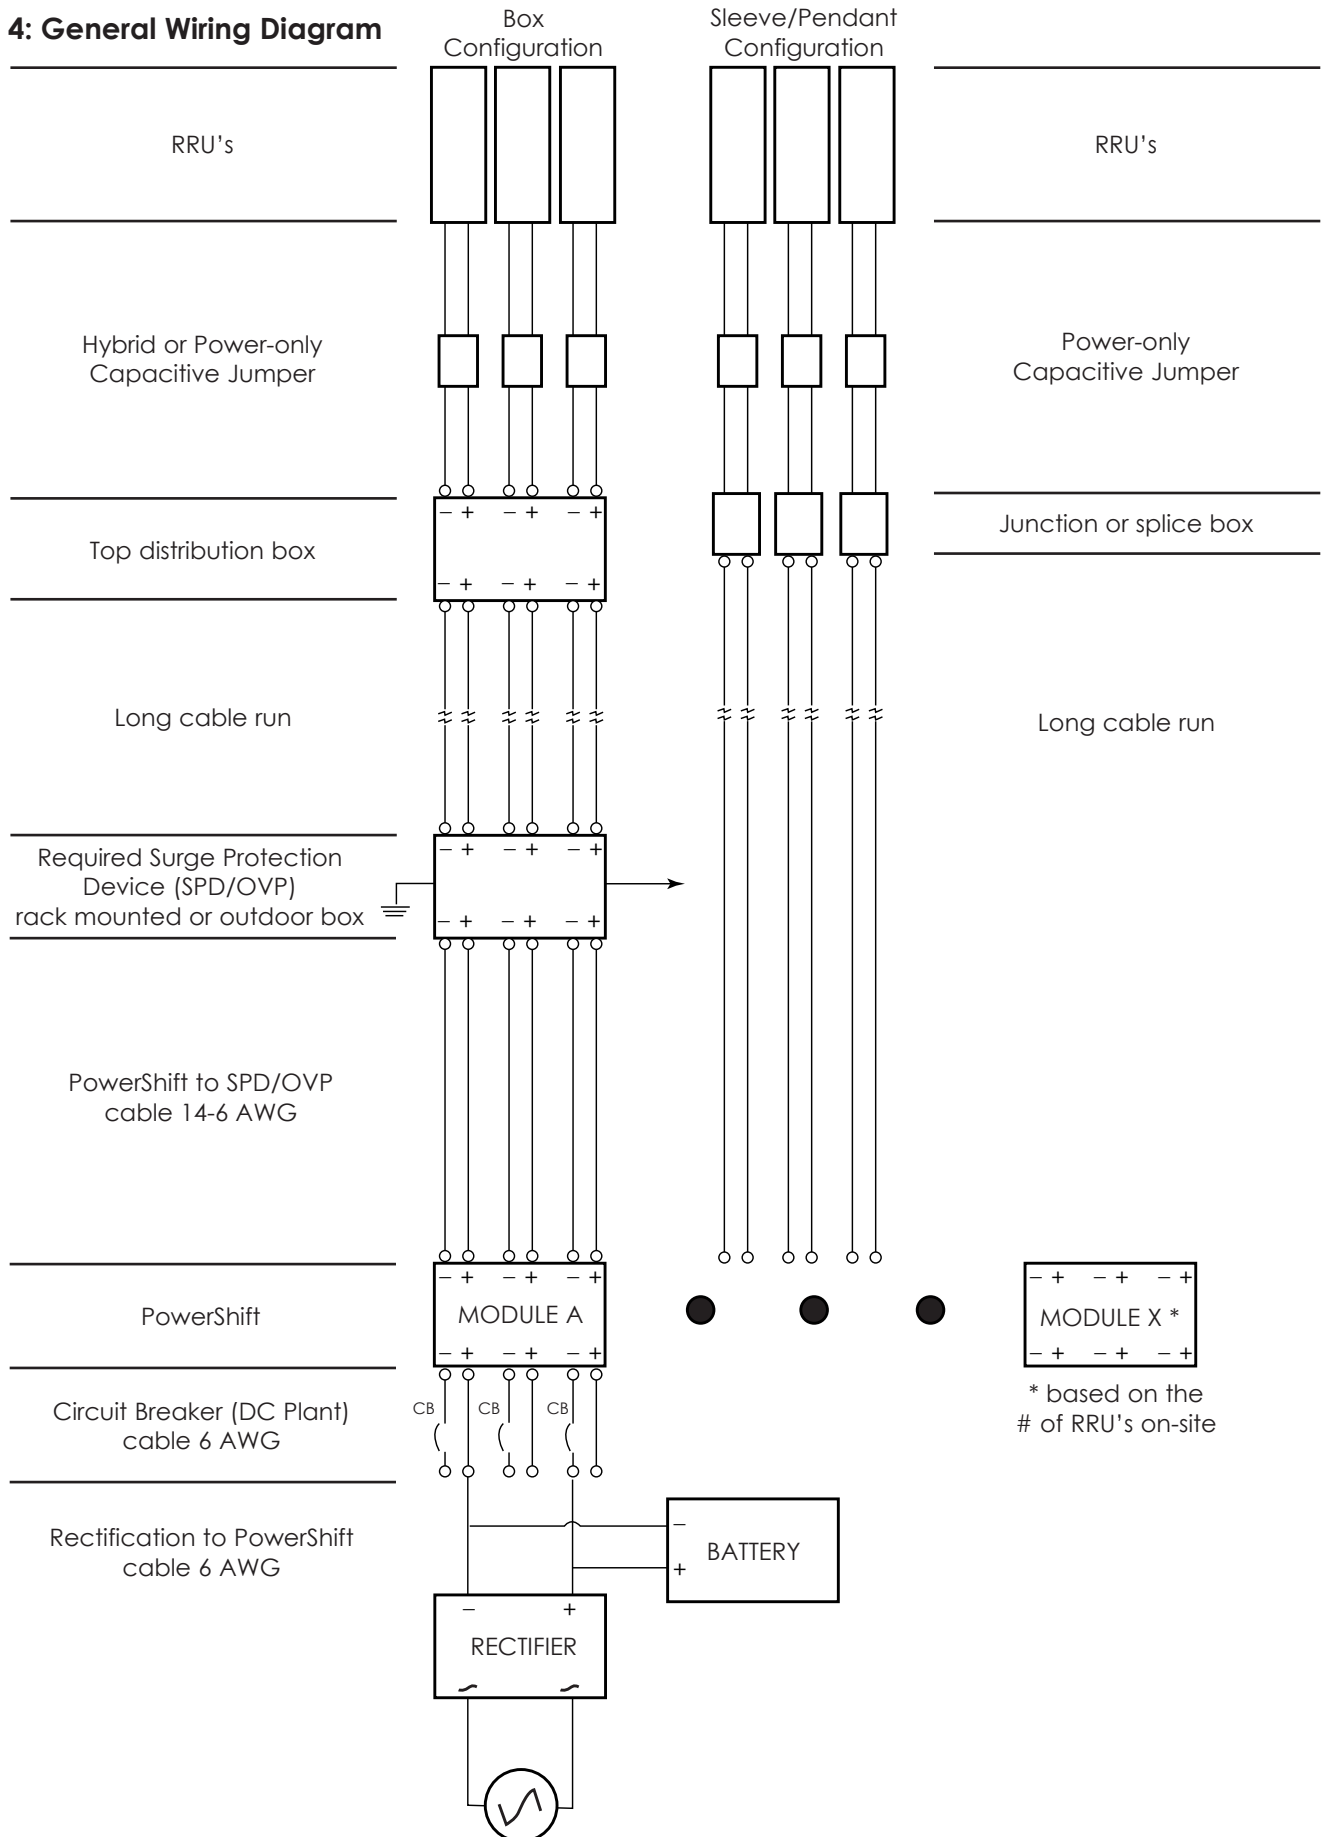 4: General Wiring Diagram
Box
Configuration
Sleeve/Pendant
Configuration
RRU's
RRU's
Hybrid or Power-only
Capacitive Jumper
Power-only
Capacitive Jumper
− + − + − +
Top distribution box
− + − + − +
Junction or splice box
Long cable run
Long cable run
Required Surge Protection
Device (SPD/OVP)
rack mounted or outdoor box
− + − + − +
− + − + − +
PowerShift to SPD/OVP
cable 14-6 AWG
PowerShift
− + − + − +
MODULE A
− + − + − +
− + − + − +
MODULE X *
− + − + − +
* based on the
# of RRU's on-site
Circuit Breaker (DC Plant)
cable 6 AWG
CB CB CB
Rectification to PowerShift
cable 6 AWG
−
BATTERY
+
− +
RECTIFIER